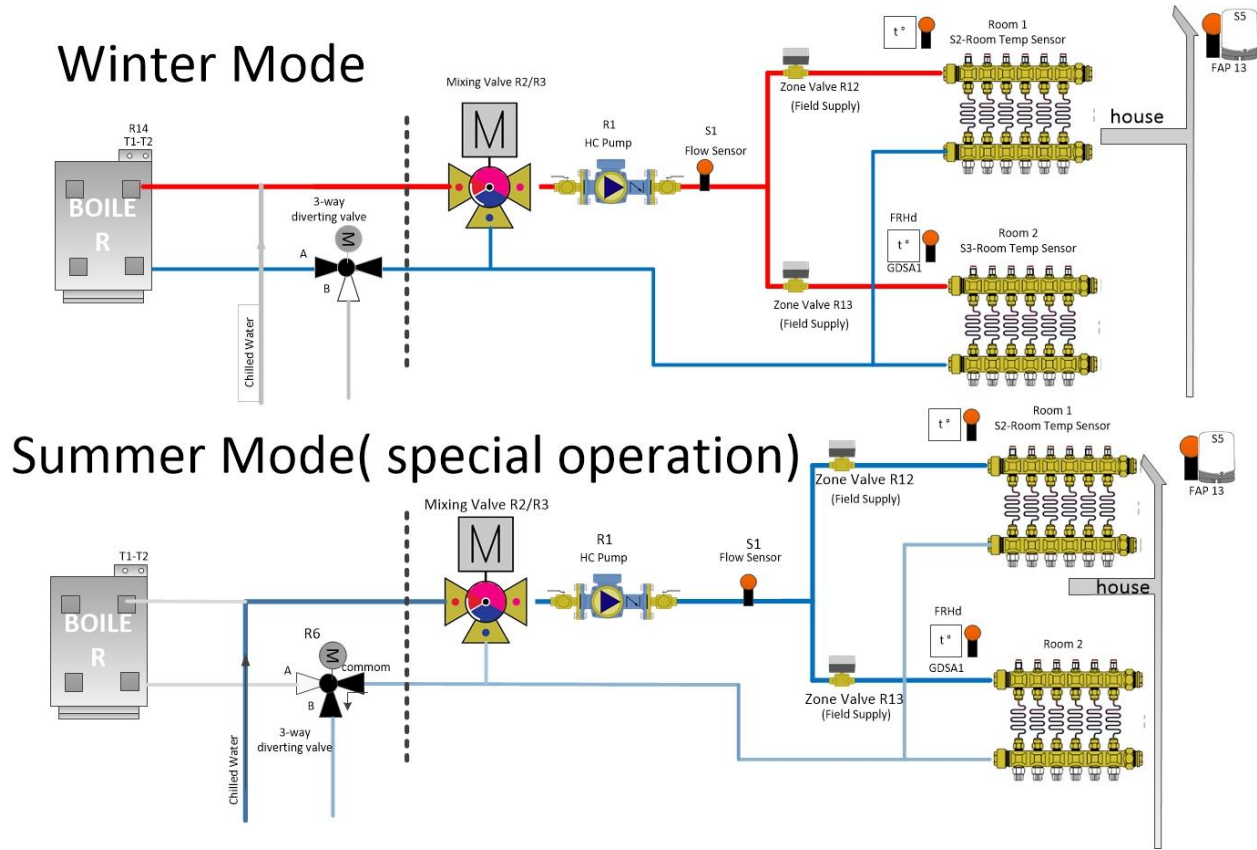 Winter Mode
R14
T1-T2
BOILE
R
Chilled Water
3-way
diverting valve
M
A
B
Mixing Valve R2/R3
M
R1
HC Pump
S1
Flow Sensor
Zone Valve R12
(Field Supply)
Zone Valve R13
(Field Supply)
t°
Room 1
S2-Room Temp Sensor
FRHd
t°
GDSA1
Room 2
S3-Room Temp Sensor
house
S5
FAP 13
Summer Mode( special operation)
T1-T2
BOILE
R
Chilled Water
R6
M
commom
A
B
3-way
diverting valve
Mixing Valve R2/R3
M
R1
HC Pump
S1
Flow Sensor
Zone Valve R12
(Field Supply)
Zone Valve R13
(Field Supply)
t°
Room 1
S2-Room Temp Sensor
FRHd
t°
GDSA1
Room 2
house
S5
FAP 13